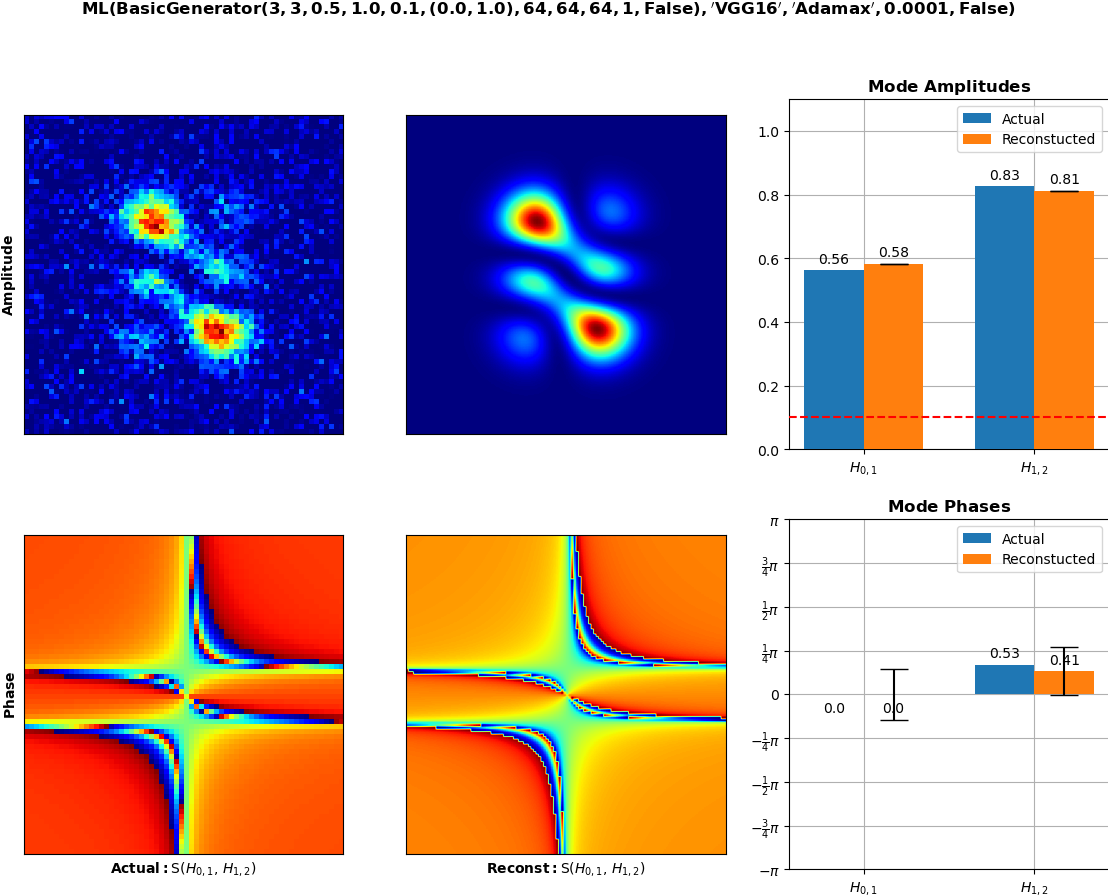 ML(BasicGenerator(3, 3, 0.5, 1.0, 0.1, (0.0, 1.0), 64, 64, 64, 1, False), ′VGG16′, ′Adamax′, 0.0001, False)
Amplitude
Mode Amplitudes
Actual
Reconstucted
1.0
0.8
0.6
0.4
0.2
0.0
0.56
0.58
0.83
0.81
H0, 1
H1, 2
Phase
Actual: S(H0, 1, H1, 2)
Reconst: S(H0, 1, H1, 2)
Mode Phases
Actual
Reconstucted
π
3/4π
1/2π
1/4π
0
−1/4π
−1/2π
−3/4π
−π
0.0
0.0
0.53
0.41
H0, 1
H1, 2